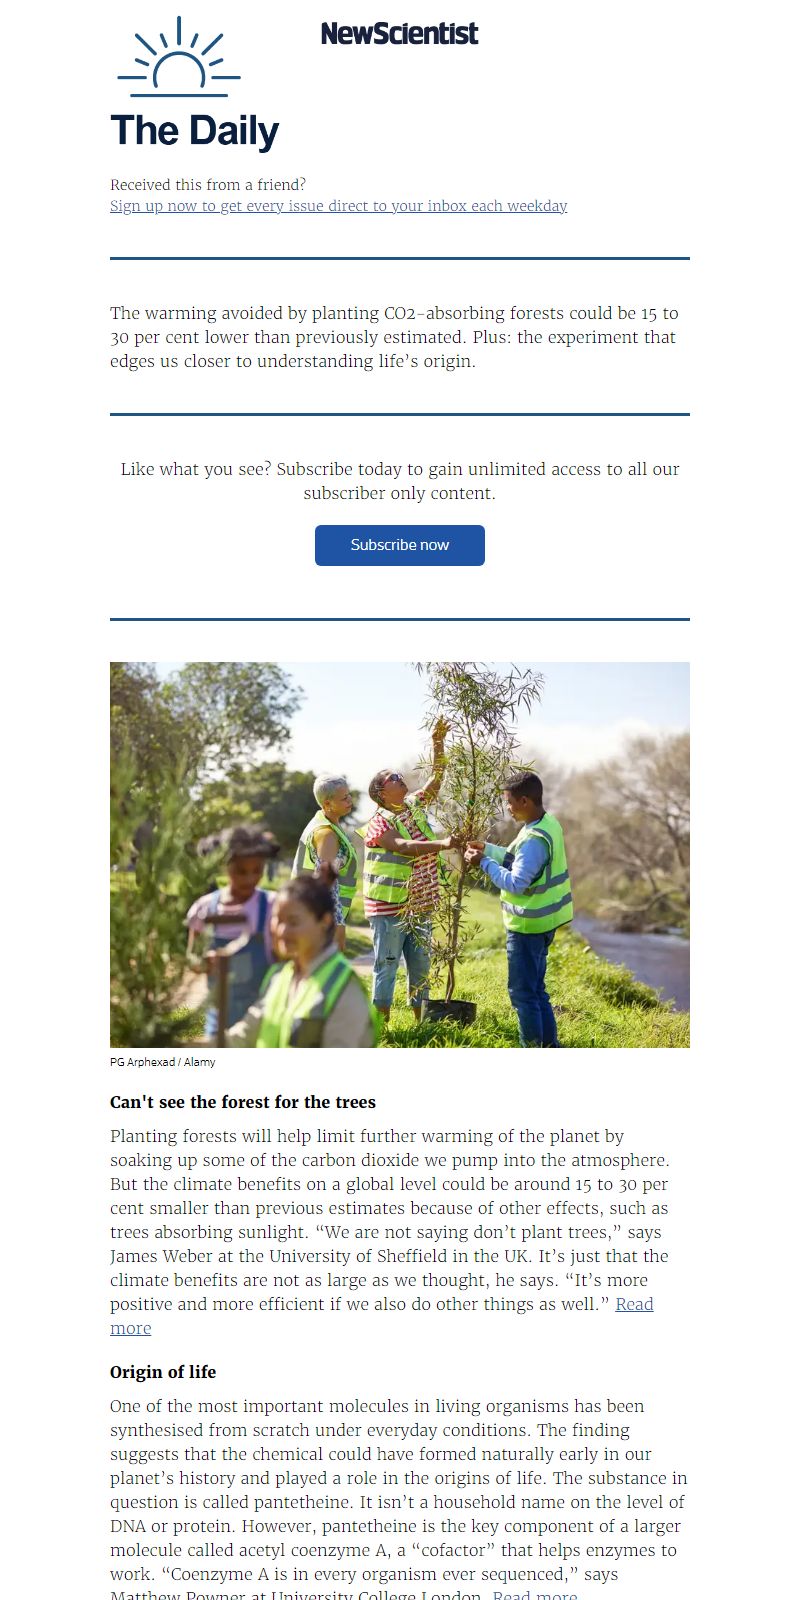 NewScientist
The Daily
Received this from a friend?
Sign up now to get every issue direct to your inbox each weekday
The warming avoided by planting CO2-absorbing forests could be 15 to
30 per cent lower than previously estimated. Plus: the experiment that
edges us closer to understanding life’s origin.
Like what you see? Subscribe today to gain unlimited access to all our
subscriber only content.
Subscribe now
PG Arphexad / Alamy
Can't see the forest for the trees
Planting forests will help limit further warming of the planet by
soaking up some of the carbon dioxide we pump into the atmosphere.
But the climate benefits on a global level could be around 15 to 30 per
cent smaller than previous estimates because of other effects, such as
trees absorbing sunlight. “We are not saying don’t plant trees,” says
James Weber at the University of Sheffield in the UK. It’s just that the
climate benefits are not as large as we thought, he says. “It’s more
positive and more efficient if we also do other things as well.” Read
more
Origin of life
One of the most important molecules in living organisms has been
synthesised from scratch under everyday conditions. The finding
suggests that the chemical could have formed naturally early in our
planet’s history and played a role in the origins of life. The substance in
question is called pantetheine. It isn’t a household name on the level of
DNA or protein. However, pantetheine is the key component of a larger
molecule called acetyl coenzyme A, a “cofactor” that helps enzymes to
work. “Coenzyme A is in every organism ever sequenced,” says
Matthew Powner at University College London. Read more